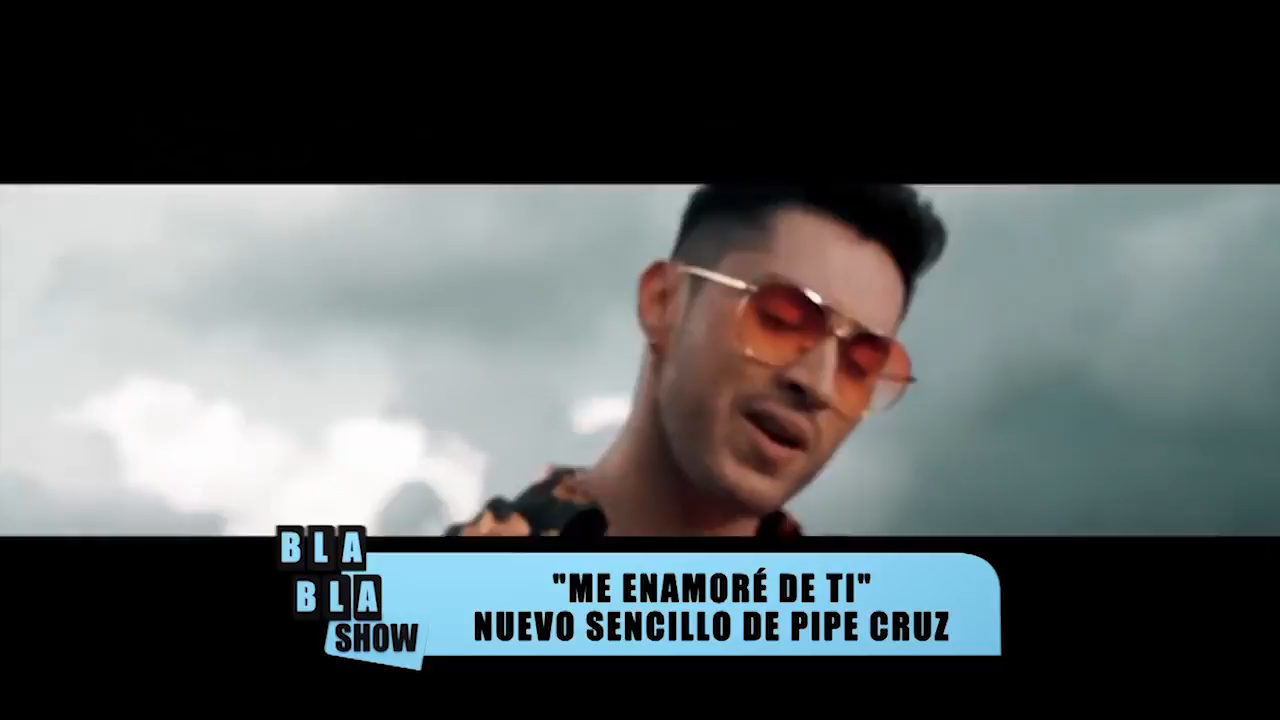 BLA
BLA
SHOW
"ME ENAMORÉ DE TI"
NUEVO SENCILLO DE PIPE CRUZ